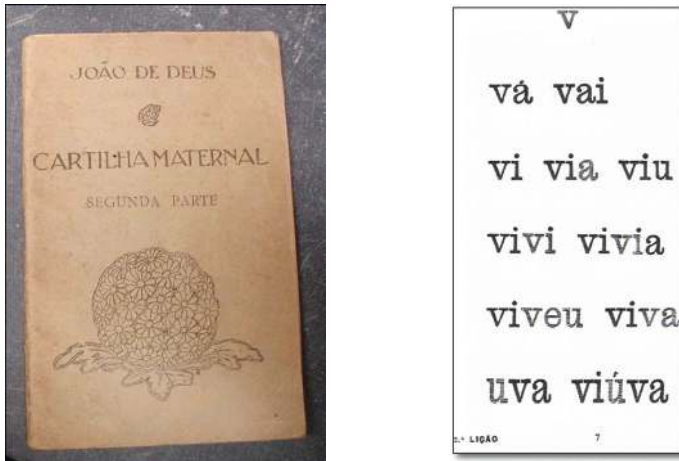 JOÃO DE DEUS
CARTILHA MATERNAL
SEGUNDA PARTE
v
vá vai
vi via viu
vivi vivia
viveu viva
uva viúva
2.ª LIÇÃO 7